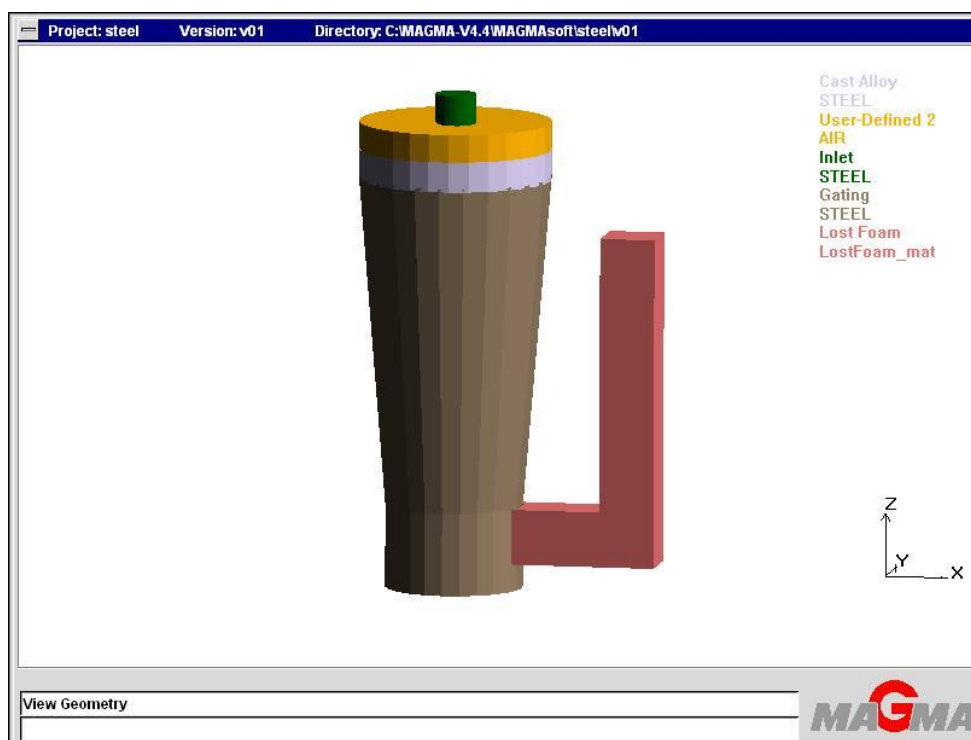 Project: steel Version: v01 Directory: C:\MAGMA-V4.4\MAGMAsoft\steel\v01
Cast Alloy
STEEL
User-Defined 2
AIR
Inlet
STEEL
Gating
STEEL
Lost Foam
LostFoam_mat
Z
Y
X
View Geometry
MAGMA